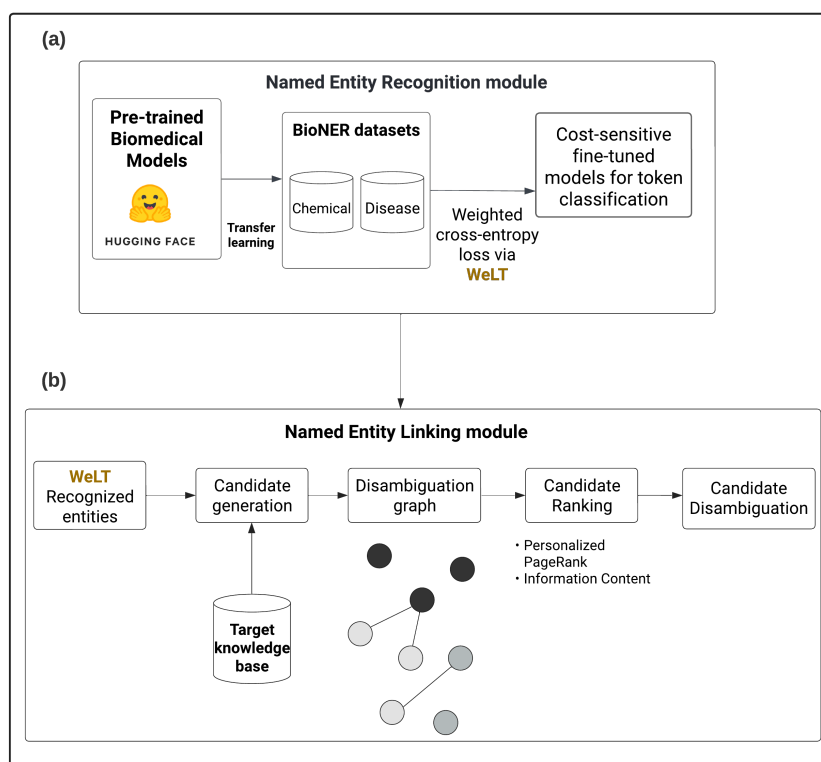 (a)
Named Entity Recognition module
Pre-trained
Biomedical
Models
HUGGING FACE
Transfer
learning
BioNER datasets
Chemical
Disease
Weighted
cross-entropy
loss via
WeLT
Cost-sensitive
fine-tuned
models for token
classification
(b)
Named Entity Linking module
WeLT
Recognized
entities
Candidate
generation
Disambiguation
graph
Candidate
Ranking
Candidate
Disambiguation
• Personalized
PageRank
• Information Content
Target
knowledge
base